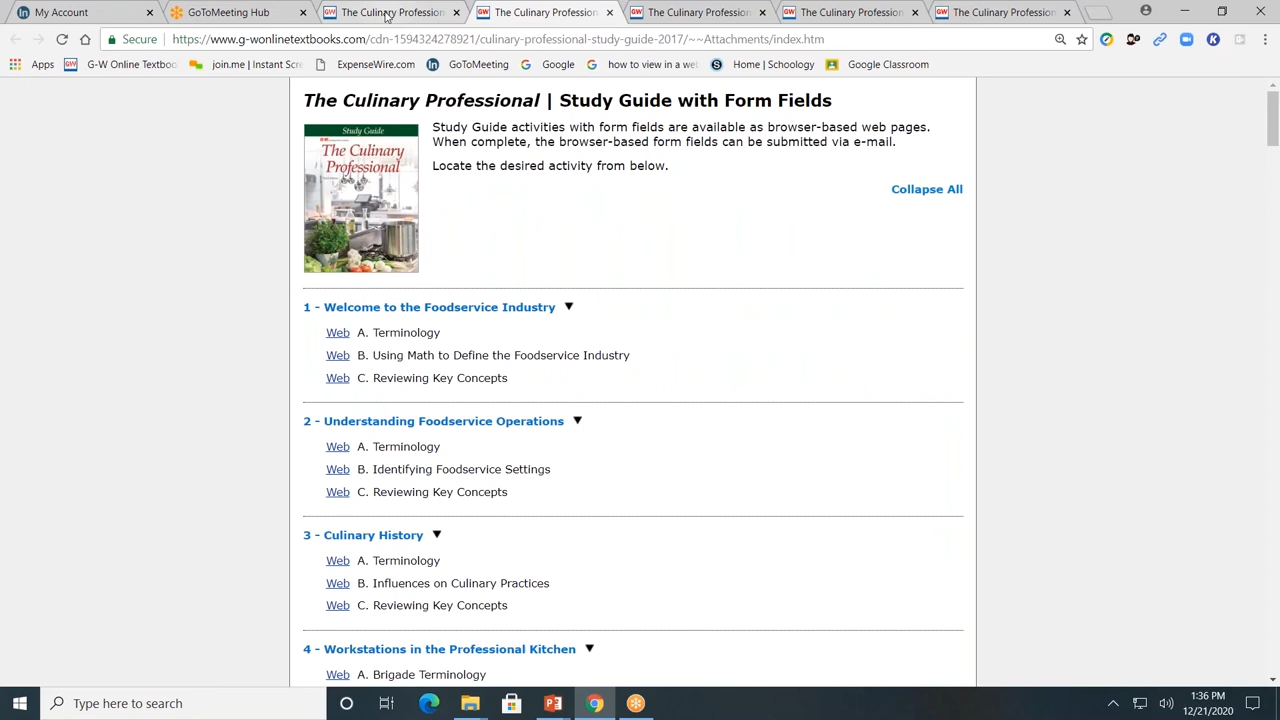 My Account
GoToMeeting Hub
The Culinary Profession
The Culinary Profession
The Culinary Profession
The Culinary Profession
The Culinary Profession
Secure
https://www.g-wonlinetextbooks.com/cdn-1594324278921/culinary-professional-study-guide-2017/~~Attachments/index.htm
Apps
G-W Online Textboo
join.me | Instant Scre
ExpenseWire.com
GoToMeeting
Google
how to view in a web
Home | Schoology
Google Classroom
The Culinary Professional | Study Guide with Form Fields
Study Guide
The Culinary
Professional
Study Guide activities with form fields are available as browser-based web pages.
When complete, the browser-based form fields can be submitted via e-mail.
Locate the desired activity from below.
Collapse All
1 - Welcome to the Foodservice Industry
Web A. Terminology
Web B. Using Math to Define the Foodservice Industry
Web C. Reviewing Key Concepts
2 - Understanding Foodservice Operations
Web A. Terminology
Web B. Identifying Foodservice Settings
Web C. Reviewing Key Concepts
3 - Culinary History
Web A. Terminology
Web B. Influences on Culinary Practices
Web C. Reviewing Key Concepts
4 - Workstations in the Professional Kitchen
Web A. Brigade Terminology
Type here to search
1:36 PM
12/21/2020